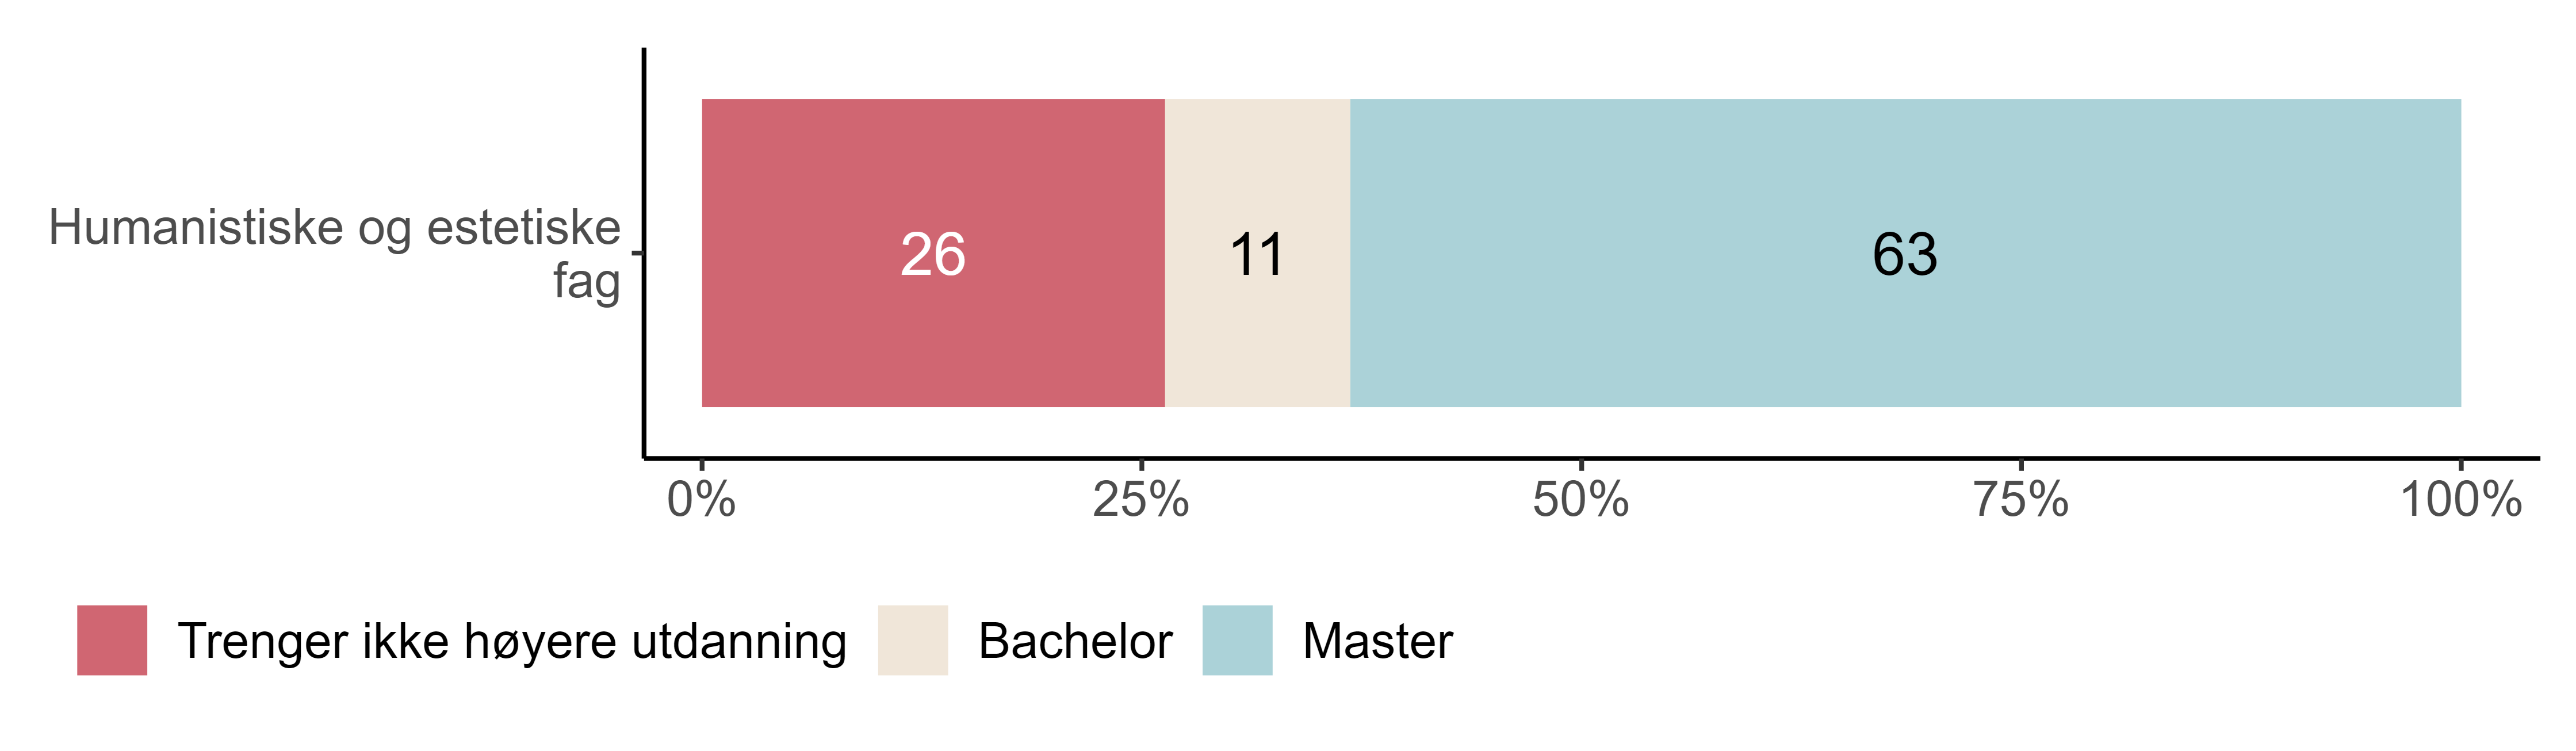 Humanistiske og estetiske
fag
26 11 63
0% 25% 50% 75% 100%
Trenger ikke høyere utdanning Bachelor Master